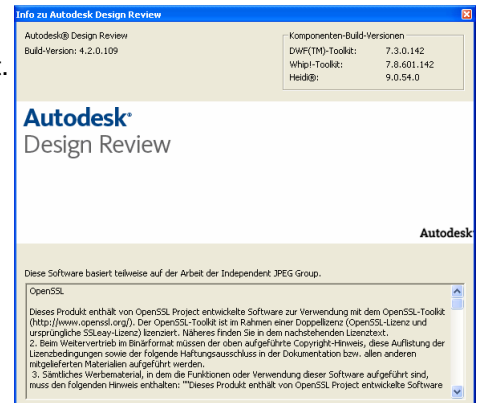 Info zu Autodesk Design Review
Autodesk® Design Review
Build-Version: 4.2.0.109
Komponenten-Build-Versionen
DWF(TM)-Toolkit: 7.3.0.142
Whip!-Toolkit: 7.8.601.142
Heidi®: 9.0.54.0
Autodesk®
Design Review
Autodesk
Diese Software basiert teilweise auf der Arbeit der Independent JPEG Group.
OpenSSL
Dieses Produkt enthält von OpenSSL Project entwickelte Software zur Verwendung mit dem OpenSSL-Toolkit
(http://www.openssl.org/). Der OpenSSL-Toolkit ist im Rahmen einer Doppellizenz (OpenSSL-Lizenz und
ursprüngliche SSLeay-Lizenz) lizenziert. Näheres finden Sie in dem nachstehenden Lizenztext.
2. Beim Weitervertrieb im Binärformat müssen der oben aufgeführte Copyright-Hinweis, diese Auflistung der
Lizenzbedingungen sowie der folgende Haftungsausschluss in der Dokumentation bzw. allen anderen
mitgelieferten Materialien aufgeführt werden.
3. Sämtliches Werbematerial, in dem die Funktionen oder Verwendung dieser Software aufgeführt sind,
muss den folgenden Hinweis enthalten: ""Dieses Produkt enthält von OpenSSL Project entwickelte Software